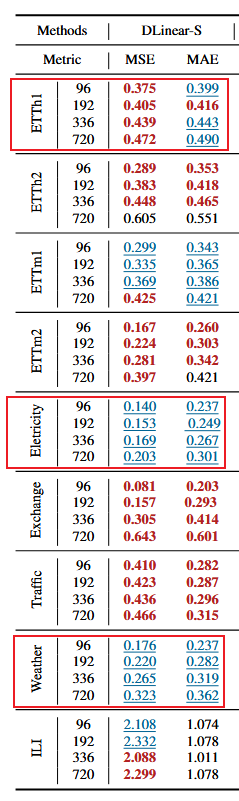 Methods DLinear-S
Metric MSE MAE
ETTh1 96 0.375 0.399
192 0.405 0.416
336 0.439 0.443
720 0.472 0.490
ETTh2 96 0.289 0.353
192 0.383 0.418
336 0.448 0.465
720 0.605 0.551
ETTm1 96 0.299 0.343
192 0.335 0.365
336 0.369 0.386
720 0.425 0.421
ETTm2 96 0.167 0.260
192 0.224 0.303
336 0.281 0.342
720 0.397 0.421
Eletricity 96 0.140 0.237
192 0.153 0.249
336 0.169 0.267
720 0.203 0.301
Exchange 96 0.081 0.203
192 0.157 0.293
336 0.305 0.414
720 0.643 0.601
Traffic 96 0.410 0.282
192 0.423 0.287
336 0.436 0.296
720 0.466 0.315
Weather 96 0.176 0.237
192 0.220 0.282
336 0.265 0.319
720 0.323 0.362
ILI 96 2.108 1.074
192 2.332 1.078
336 2.088 1.011
720 2.299 1.078